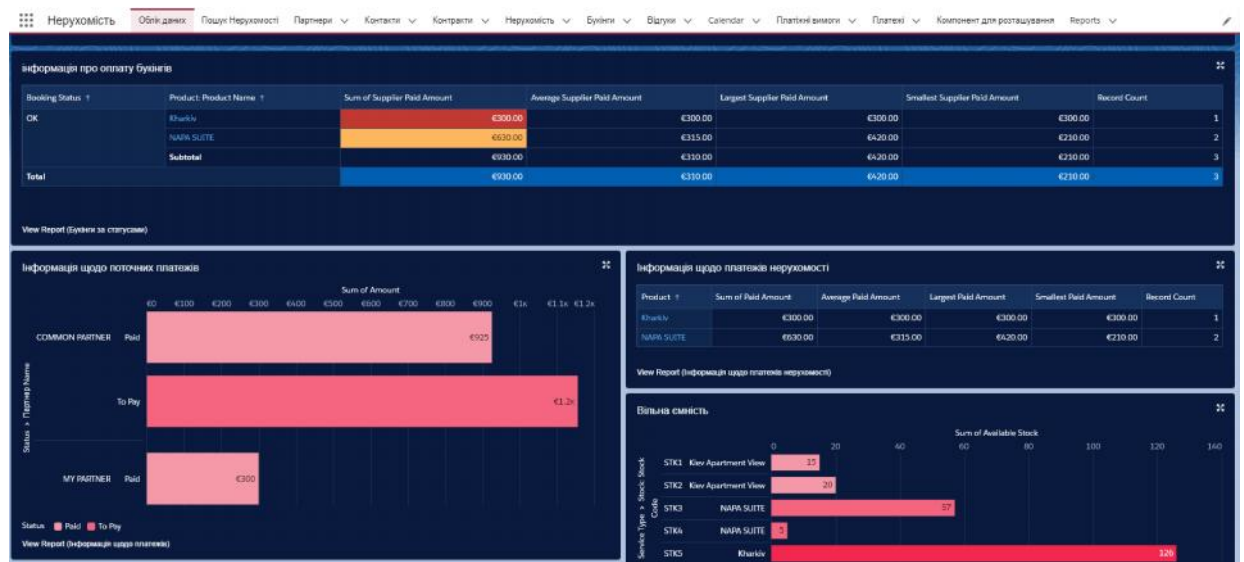 Нерухомість Облік даних Пошук Нерухомості Партнери Контакти Контракти Нерухомість Букінги Відгуки Calendar Платіжні вимоги Платежі Компонент для розташування Reports
інформація про оплату букінгів
Booking Status ↑ Product: Product Name ↑ Sum of Supplier Paid Amount Average Supplier Paid Amount Largest Supplier Paid Amount Smallest Supplier Paid Amount Record Count
OK Kharkiv €300.00 €300.00 €300.00 €300.00 1
NAPA SUITE €630.00 €315.00 €420.00 €210.00 2
Subtotal €930.00 €310.00 €420.00 €210.00 3
Total €930.00 €310.00 €420.00 €210.00 3
View Report (Букінги за статусами)
Інформація щодо поточних платежів
Sum of Amount
€0 €100 €200 €300 €400 €500 €600 €700 €800 €900 €1k €1.1k €1.2k
Status > Партнер Name
COMMON PARTNER Paid €925
To Pay €1.2k
MY PARTNER Paid €300
Status Paid To Pay
View Report (Інформація щодо платежів)
Інформація щодо платежів нерухомості
Product ↑ Sum of Paid Amount Average Paid Amount Largest Paid Amount Smallest Paid Amount Record Count
Kharkiv €300.00 €300.00 €300.00 €300.00 1
NAPA SUITE €630.00 €315.00 €420.00 €210.00 2
View Report (Інформація щодо платежів нерухомості)
Вільна ємність
Sum of Available Stock
0 20 40 60 80 100 120 140
Service Type > Stock: Stock Code
STK1 Kiev Apartment View 15
STK2 Kiev Apartment View 20
STK3 NAPA SUITE 57
STK4 NAPA SUITE 5
STK5 Kharkiv 126